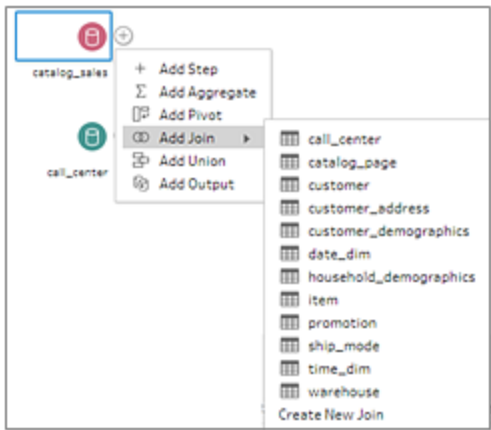 catalog_sales
call_center
+ Add Step
Σ Add Aggregate
Add Pivot
Add Join
Add Union
Add Output
call_center
catalog_page
customer
customer_address
customer_demographics
date_dim
household_demographics
item
promotion
ship_mode
time_dim
warehouse
Create New Join